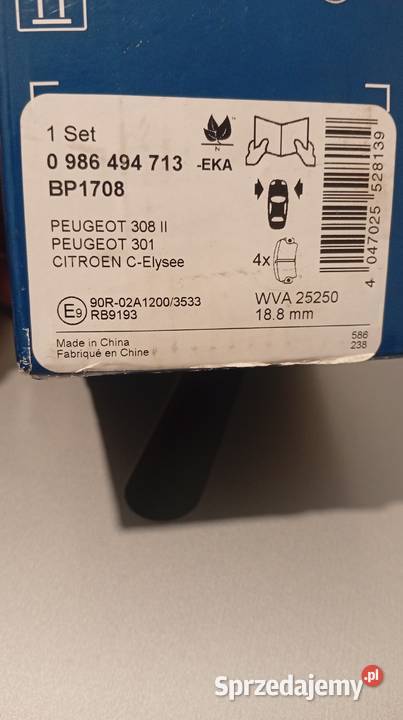 1 Set
0 986 494 713 -EKA
BP1708
PEUGEOT 308 II
PEUGEOT 301
CITROEN C-Elysee
4x
E9 90R-02A1200/3533
RB9193
WVA 25250
18.8 mm
Made in China
Fabriqué en Chine
586
238
4 047025 528139
N
Sprzedajemy.pl